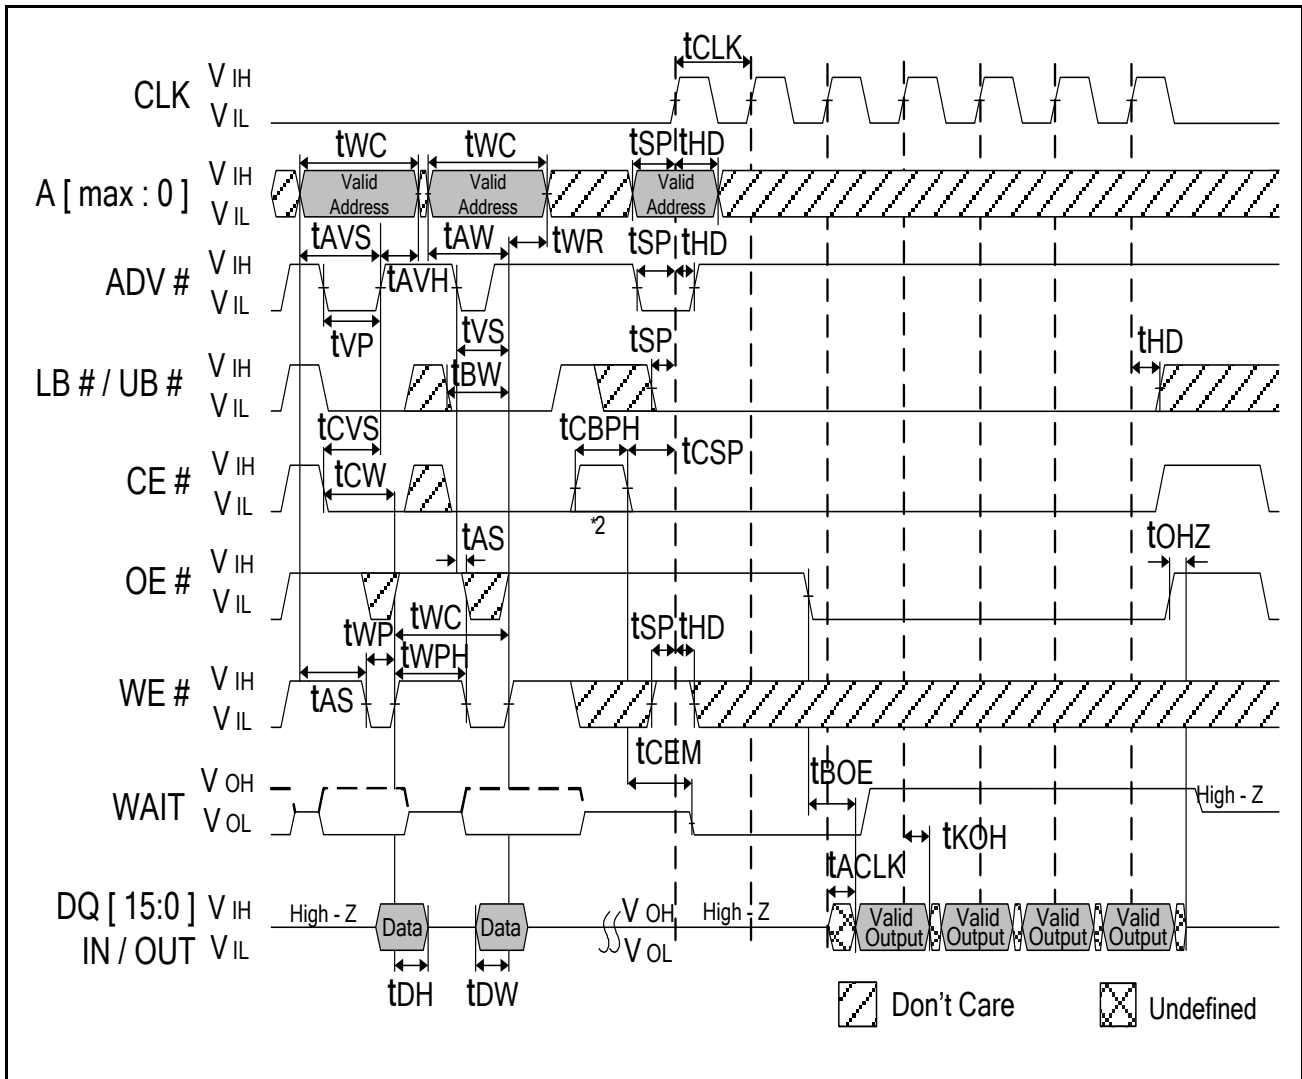 tCLK
CLK
V IH
V IL
tWC
tWC
tSP
tHD
A [ max : 0 ]
V IH
V IL
Valid
Address
Valid
Address
Valid
Address
tAVS
tAW
tWR
tSP
tHD
ADV #
V IH
V IL
tAVH
tVP
tVS
tSP
tHD
LB # / UB #
V IH
V IL
tBW
tCVS
tCBPH
tCSP
CE #
V IH
V IL
tCW
*2
tAS
tOHZ
OE #
V IH
V IL
tWP
tWC
tSP
tHD
tWPH
WE #
V IH
V IL
tAS
tCEM
tBOE
WAIT
V OH
V OL
High - Z
tKOH
tACLK
DQ [ 15:0 ]
IN / OUT
V IH
V IL
High - Z
Data
Data
V OH
V OL
High - Z
Valid
Output
Valid
Output
Valid
Output
Valid
Output
tDH
tDW
Don't Care
Undefined